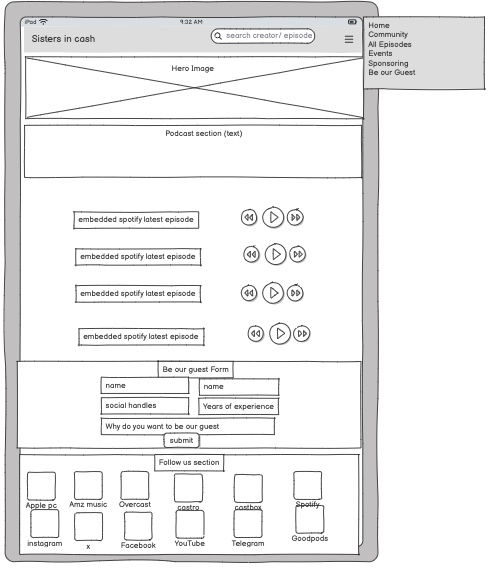 iPod
9:32 AM
Sisters in cash
search creator/ episode
Home
Community
All Episodes
Events
Sponsoring
Be our Guest
Hero Image
Podcast section (text)
embedded spotify latest episode
embedded spotify latest episode
embedded spotify latest episode
embedded spotify latest episode
Be our guest Form
name name
social handles Years of experience
Why do you want to be our guest
submit
Follow us section
Apple pc Amz music Overcast castro castbox Spotify
instagram x Facebook YouTube Telegram Goodpods